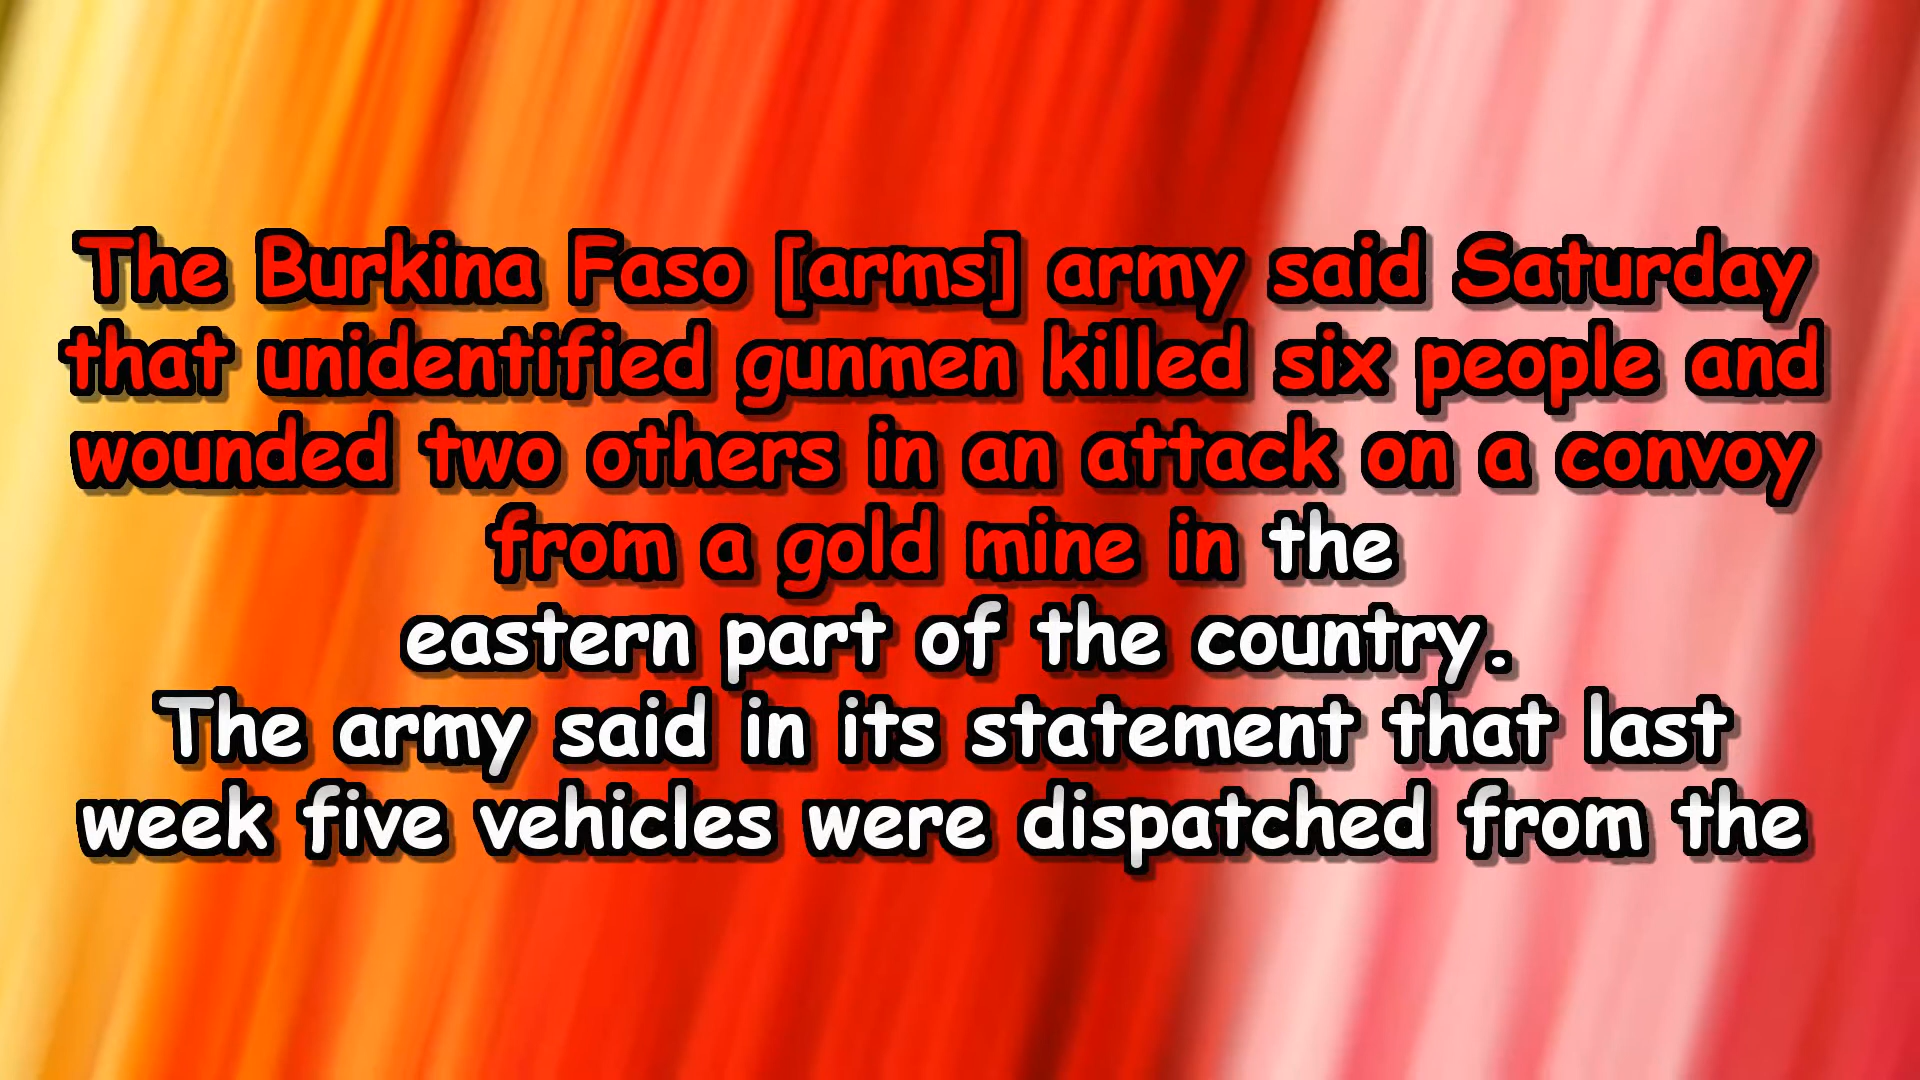 The Burkina Faso [arms] army said Saturday
that unidentified gunmen killed six people and
wounded two others in an attack on a convoy
from a gold mine in the
eastern part of the country.
The army said in its statement that last
week five vehicles were dispatched from the